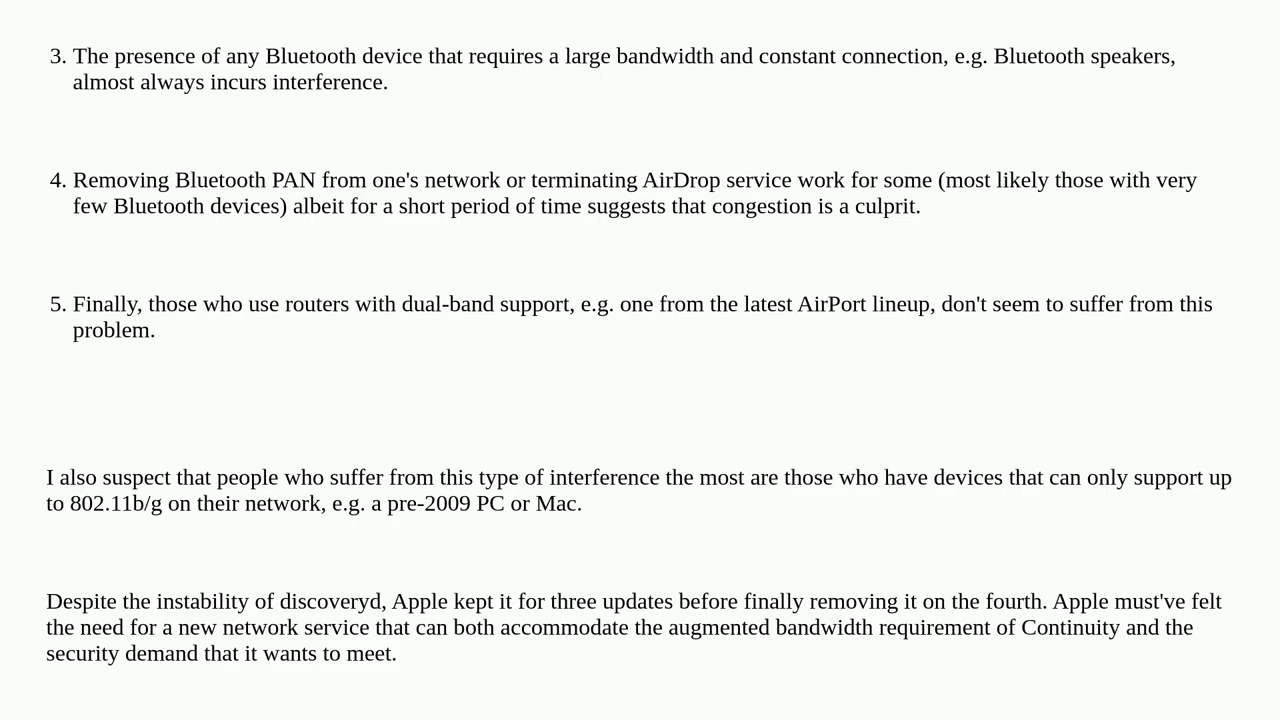 3. The presence of any Bluetooth device that requires a large bandwidth and constant connection, e.g. Bluetooth speakers,
almost always incurs interference.
4. Removing Bluetooth PAN from one's network or terminating AirDrop service work for some (most likely those with very
few Bluetooth devices) albeit for a short period of time suggests that congestion is a culprit.
5. Finally, those who use routers with dual-band support, e.g. one from the latest AirPort lineup, don't seem to suffer from this
problem.
I also suspect that people who suffer from this type of interference the most are those who have devices that can only support up
to 802.11b/g on their network, e.g. a pre-2009 PC or Mac.
Despite the instability of discoveryd, Apple kept it for three updates before finally removing it on the fourth. Apple must've felt
the need for a new network service that can both accommodate the augmented bandwidth requirement of Continuity and the
security demand that it wants to meet.